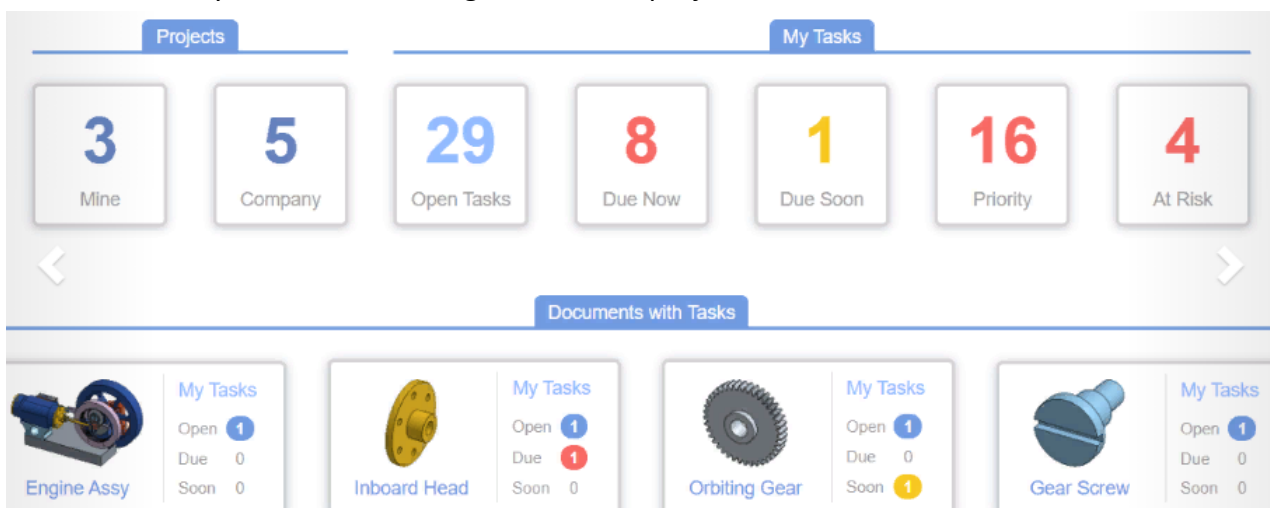 Projects
My Tasks
3
5
29
8
1
16
4
Mine
Company
Open Tasks
Due Now
Due Soon
Priority
At Risk
Documents with Tasks
My Tasks
Open 1
Due 0
Soon 0
Engine Assy
My Tasks
Open 1
Due 1
Soon 0
Inboard Head
My Tasks
Open 1
Due 0
Soon 1
Orbiting Gear
My Tasks
Open 1
Due 0
Soon 0
Gear Screw